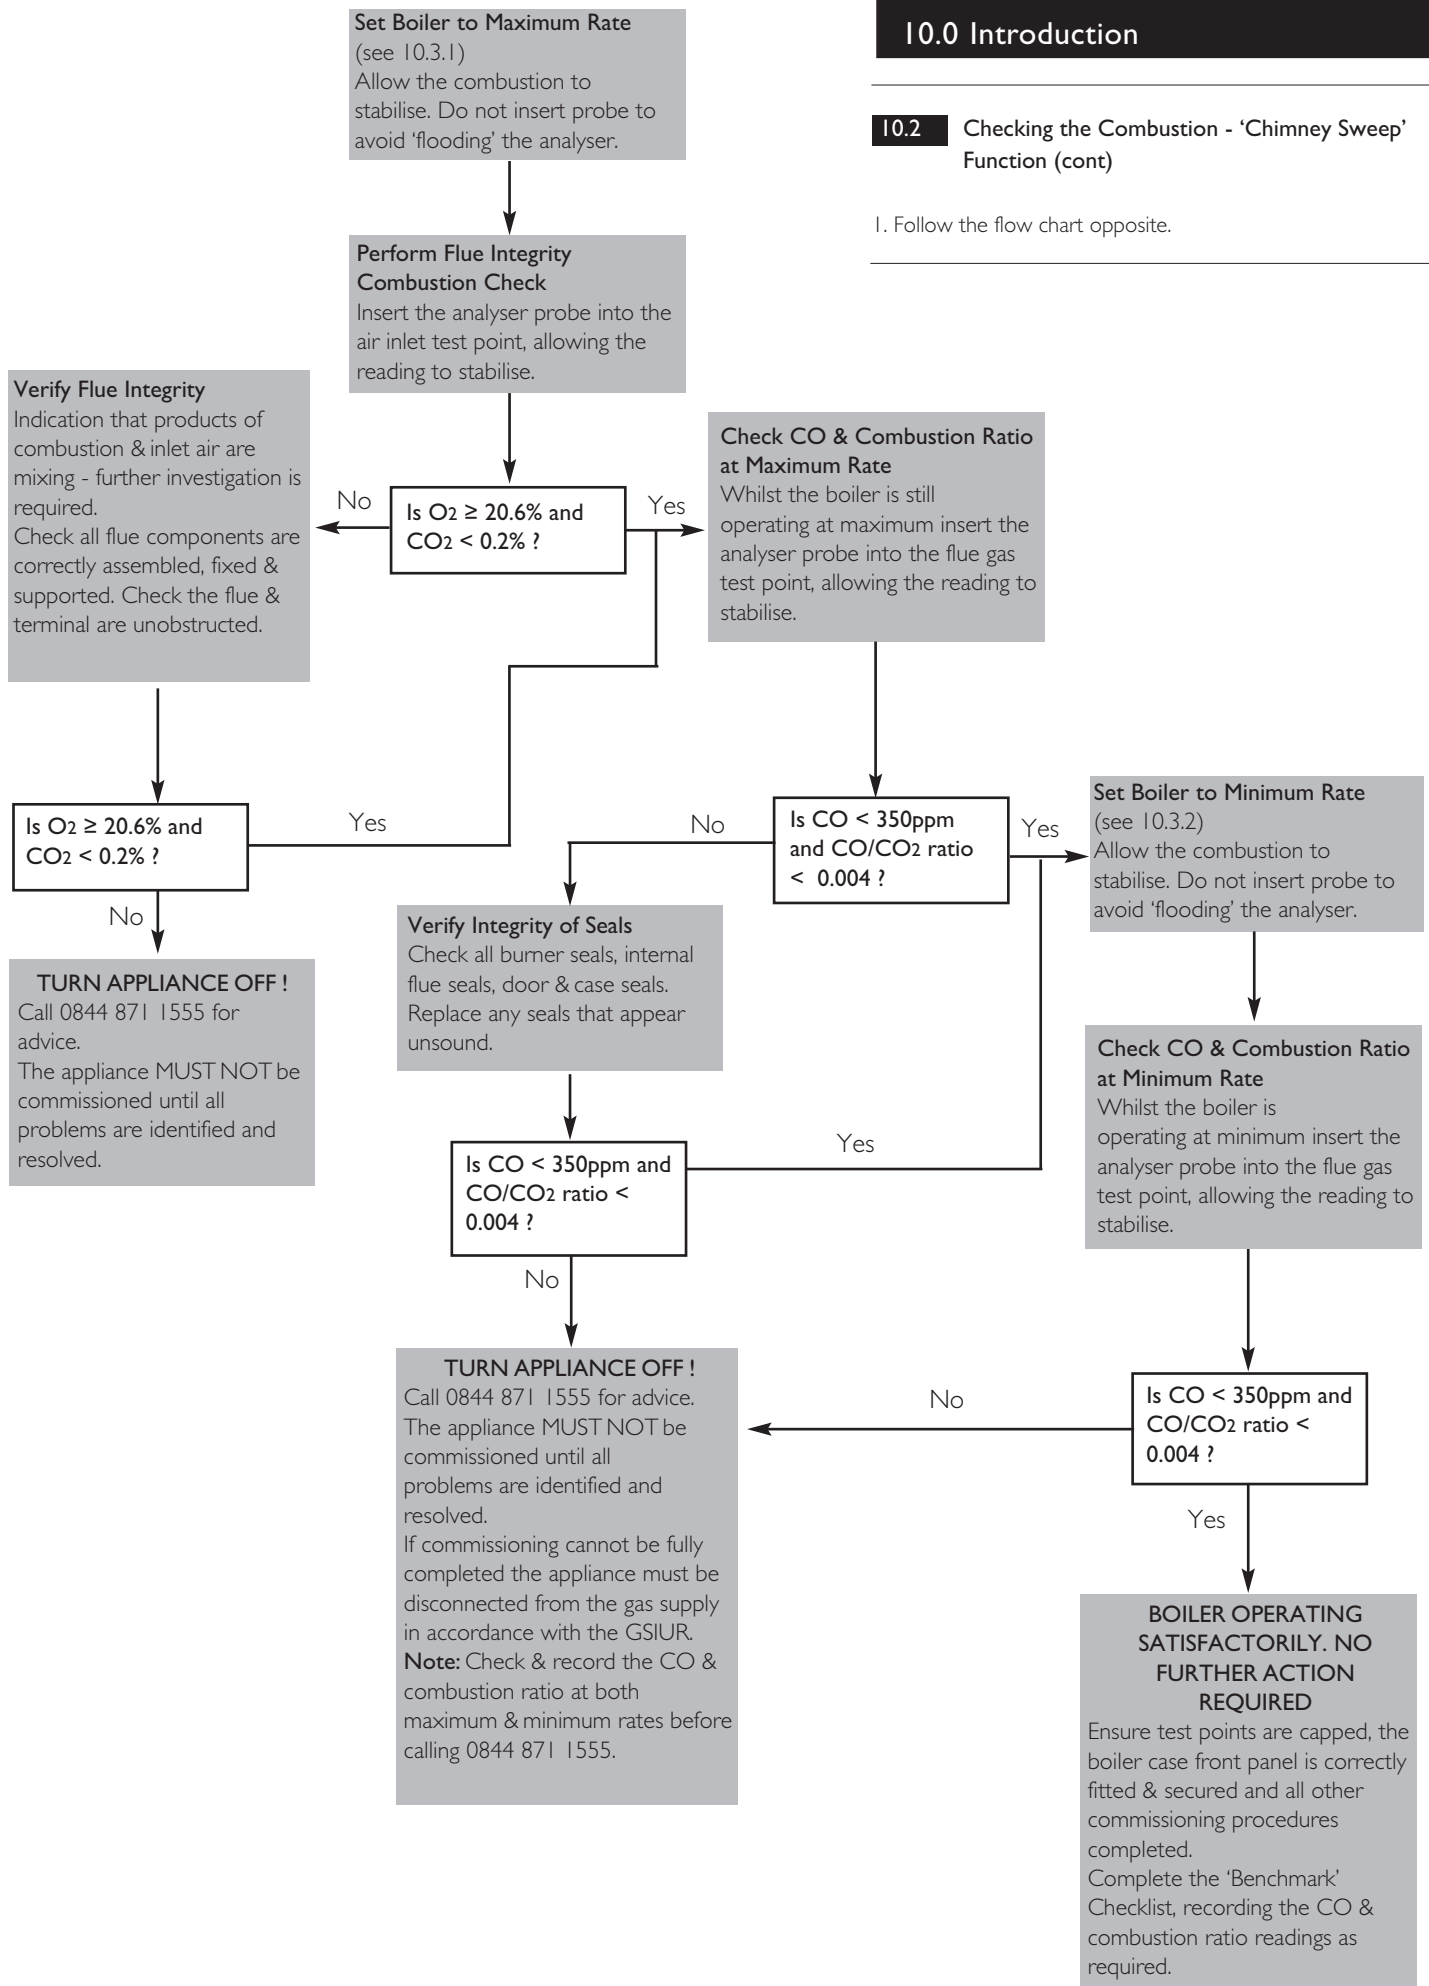 10.0 Introduction
10.2 Checking the Combustion - ‘Chimney Sweep’
Function (cont)
1. Follow the flow chart opposite.
Set Boiler to Maximum Rate
(see 10.3.1)
Allow the combustion to
stabilise. Do not insert probe to
avoid ‘flooding’ the analyser.
Perform Flue Integrity
Combustion Check
Insert the analyser probe into the
air inlet test point, allowing the
reading to stabilise.
Is O2 ≥ 20.6% and
CO2 < 0.2% ?
No
Yes
Verify Flue Integrity
Indication that products of
combustion & inlet air are
mixing - further investigation is
required.
Check all flue components are
correctly assembled, fixed &
supported. Check the flue &
terminal are unobstructed.
Is O2 ≥ 20.6% and
CO2 < 0.2% ?
Yes
No
TURN APPLIANCE OFF !
Call 0844 871 1555 for
advice.
The appliance MUST NOT be
commissioned until all
problems are identified and
resolved.
Check CO & Combustion Ratio
at Maximum Rate
Whilst the boiler is still
operating at maximum insert the
analyser probe into the flue gas
test point, allowing the reading to
stabilise.
Is CO < 350ppm
and CO/CO2 ratio
< 0.004 ?
No
Yes
Verify Integrity of Seals
Check all burner seals, internal
flue seals, door & case seals.
Replace any seals that appear
unsound.
Is CO < 350ppm and
CO/CO2 ratio <
0.004 ?
Yes
No
TURN APPLIANCE OFF !
Call 0844 871 1555 for advice.
The appliance MUST NOT be
commissioned until all
problems are identified and
resolved.
If commissioning cannot be fully
completed the appliance must be
disconnected from the gas supply
in accordance with the GSIUR.
Note: Check & record the CO &
combustion ratio at both
maximum & minimum rates before
calling 0844 871 1555.
Set Boiler to Minimum Rate
(see 10.3.2)
Allow the combustion to
stabilise. Do not insert probe to
avoid ‘flooding’ the analyser.
Check CO & Combustion Ratio
at Minimum Rate
Whilst the boiler is
operating at minimum insert the
analyser probe into the flue gas
test point, allowing the reading to
stabilise.
Is CO < 350ppm and
CO/CO2 ratio <
0.004 ?
No
Yes
BOILER OPERATING
SATISFACTORILY. NO
FURTHER ACTION
REQUIRED
Ensure test points are capped, the
boiler case front panel is correctly
fitted & secured and all other
commissioning procedures
completed.
Complete the ‘Benchmark’
Checklist, recording the CO &
combustion ratio readings as
required.